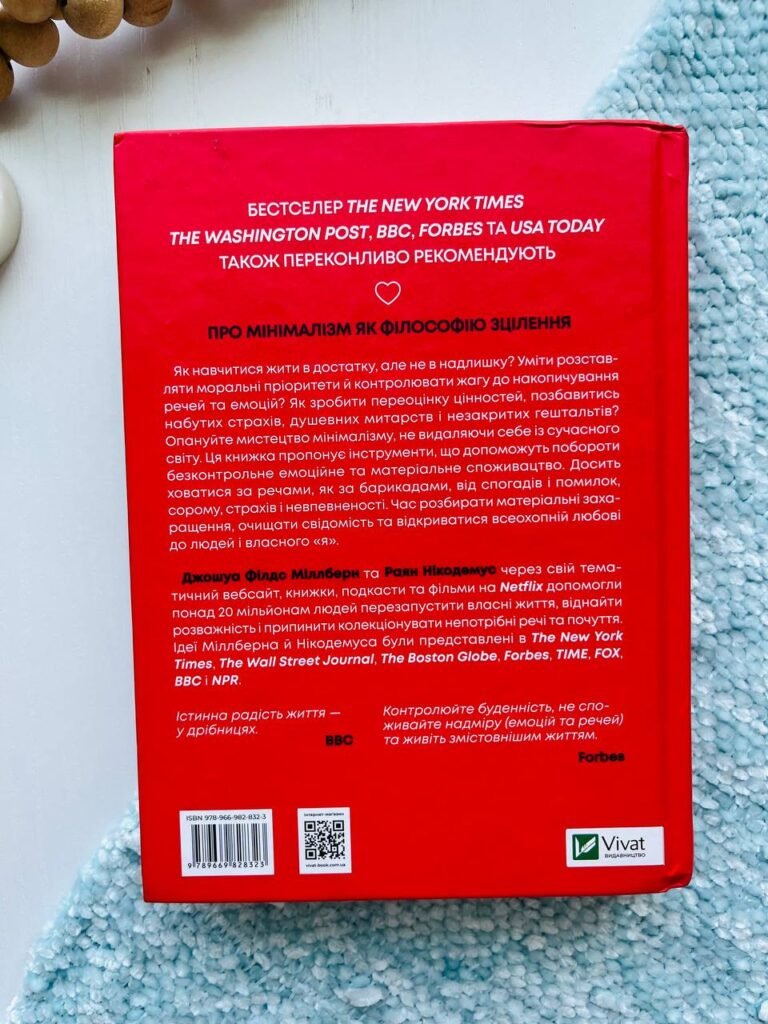 БЕСТСЕЛЕР THE NEW YORK TIMES
THE WASHINGTON POST, BBC, FORBES ТА USA TODAY
ТАКОЖ ПЕРЕКОНЛИВО РЕКОМЕНДУЮТЬ
ПРО МІНІМАЛІЗМ ЯК ФІЛОСОФІЮ ЗЦІЛЕННЯ
Як навчитися жити в достатку, але не в надлишку? Уміти розстав-
ляти моральні пріоритети й контролювати жагу до накопичування
речей та емоцій? Як зробити переоцінку цінностей, позбавитись
набутих страхів, душевних митарств і незакритих гештальтів?
Опануйте мистецтво мінімалізму, не видаляючи себе із сучасного
світу. Ця книжка пропонує інструменти, що допоможуть побороти
безконтрольне емоційне та матеріальне споживацтво. Досить
ховатися за речами, як за барикадами, від спогадів і помилок,
сорому, страхів і невпевненості. Час розбирати матеріальні заха-
ращення, очищати свідомість та відкриватися всеохопній любові
до людей і власного «я».
Джошуа Філдс Міллберн та Раян Нікодемус через свій тема-
тичний вебсайт, книжки, подкасти та фільми на Netflix допомогли
понад 20 мільйонам людей перезапустити власні життя, віднайти
розважність і припинити колекціонувати непотрібні речі та почуття.
Ідеї Міллберна й Нікодемуса були представлені в The New York
Times, The Wall Street Journal, The Boston Globe, Forbes, TIME, FOX,
BBC і NPR.
Істинна радість життя —
у дрібницях.
BBC
Контролюйте буденність, не спо-
живайте надміру (емоцій та речей)
та живіть змістовнішим життям.
Forbes
ISBN 978-966-982-832-3
9 789669 828323
інтернет-магазин
vivat-book.com.ua
Vivat
ВИДАВНИЦТВО